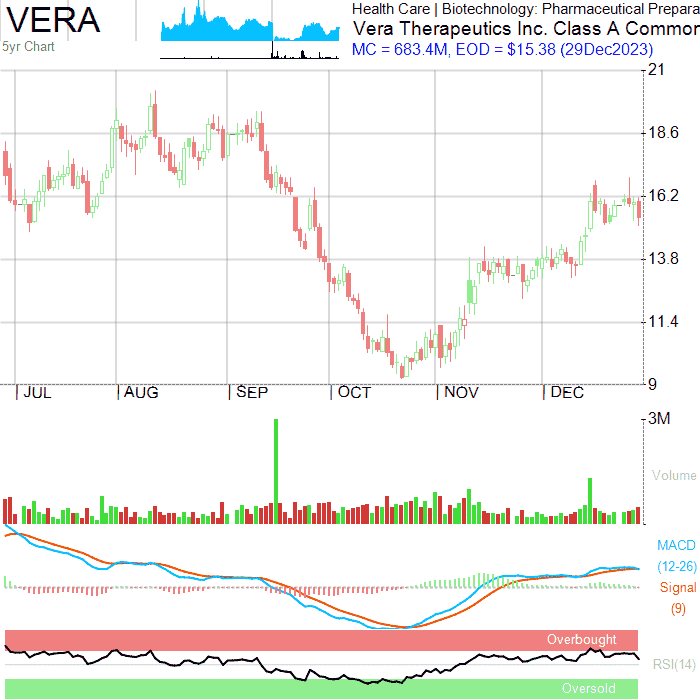 VERA
5yr Chart
Health Care | Biotechnology: Pharmaceutical Prepara
Vera Therapeutics Inc. Class A Common
MC = 683.4M, EOD = $15.38 (29Dec2023)
21
18.6
16.2
13.8
11.4
9
JUL AUG SEP OCT NOV DEC
3M
Volume
MACD
(12-26)
Signal
(9)
Overbought
RSI(14)
Oversold